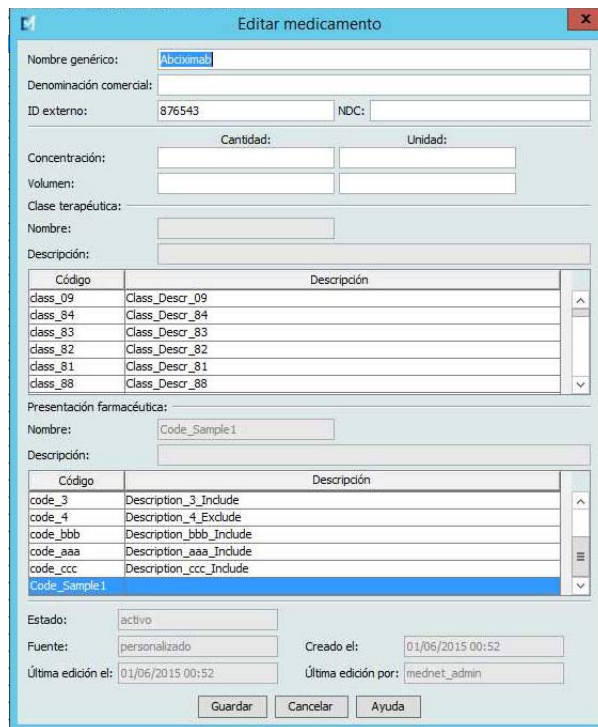 Editar medicamento
x
Nombre genérico: Abciximab
Denominación comercial:
ID externo: 876543 NDC:
Cantidad: Unidad:
Concentración:
Volumen:
Clase terapéutica:
Nombre:
Descripción:
Código Descripción
class_09 Class_Descr_09
class_84 Class_Descr_84
class_83 Class_Descr_83
class_82 Class_Descr_82
class_81 Class_Descr_81
class_88 Class_Descr_88
Presentación farmacéutica:
Nombre: Code_Sample1
Descripción:
Código Descripción
code_3 Description_3_Include
code_4 Description_4_Exclude
code_bbb Description_bbb_Include
code_aaa Description_aaa_Include
code_ccc Description_ccc_Include
Code_Sample1
Estado: activo
Fuente: personalizado Creado el: 01/06/2015 00:52
Última edición el: 01/06/2015 00:52 Última edición por: mednet_admin
Guardar Cancelar Ayuda